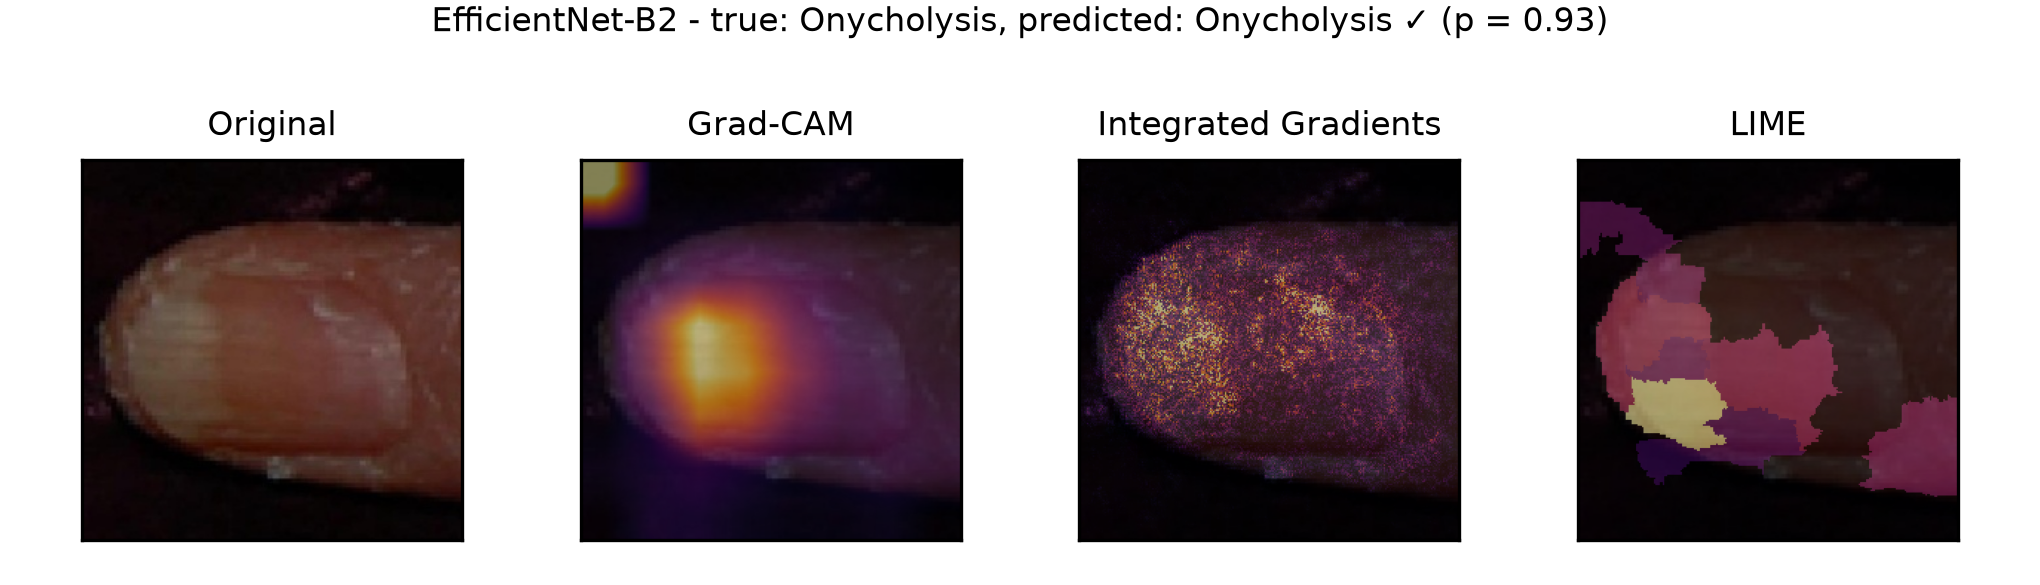 EfficientNet-B2 - true: Onycholysis, predicted: Onycholysis ✓ (p = 0.93)
Original
Grad-CAM
Integrated Gradients
LIME